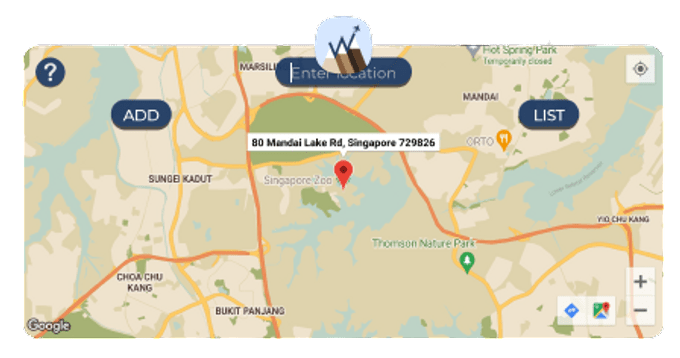 Hot Spring Park
Temporarily closed
?
MARSILI
Enter location
MANDAI
ADD
LIST
80 Mandai Lake Rd, Singapore 729826
ORTO
SUNGEI KADUT
Singapore Zoo
YIO CHU KANG
Thomson Nature Park
CHOA CHU
KANG
BUKIT PANJANG
+
−
Google